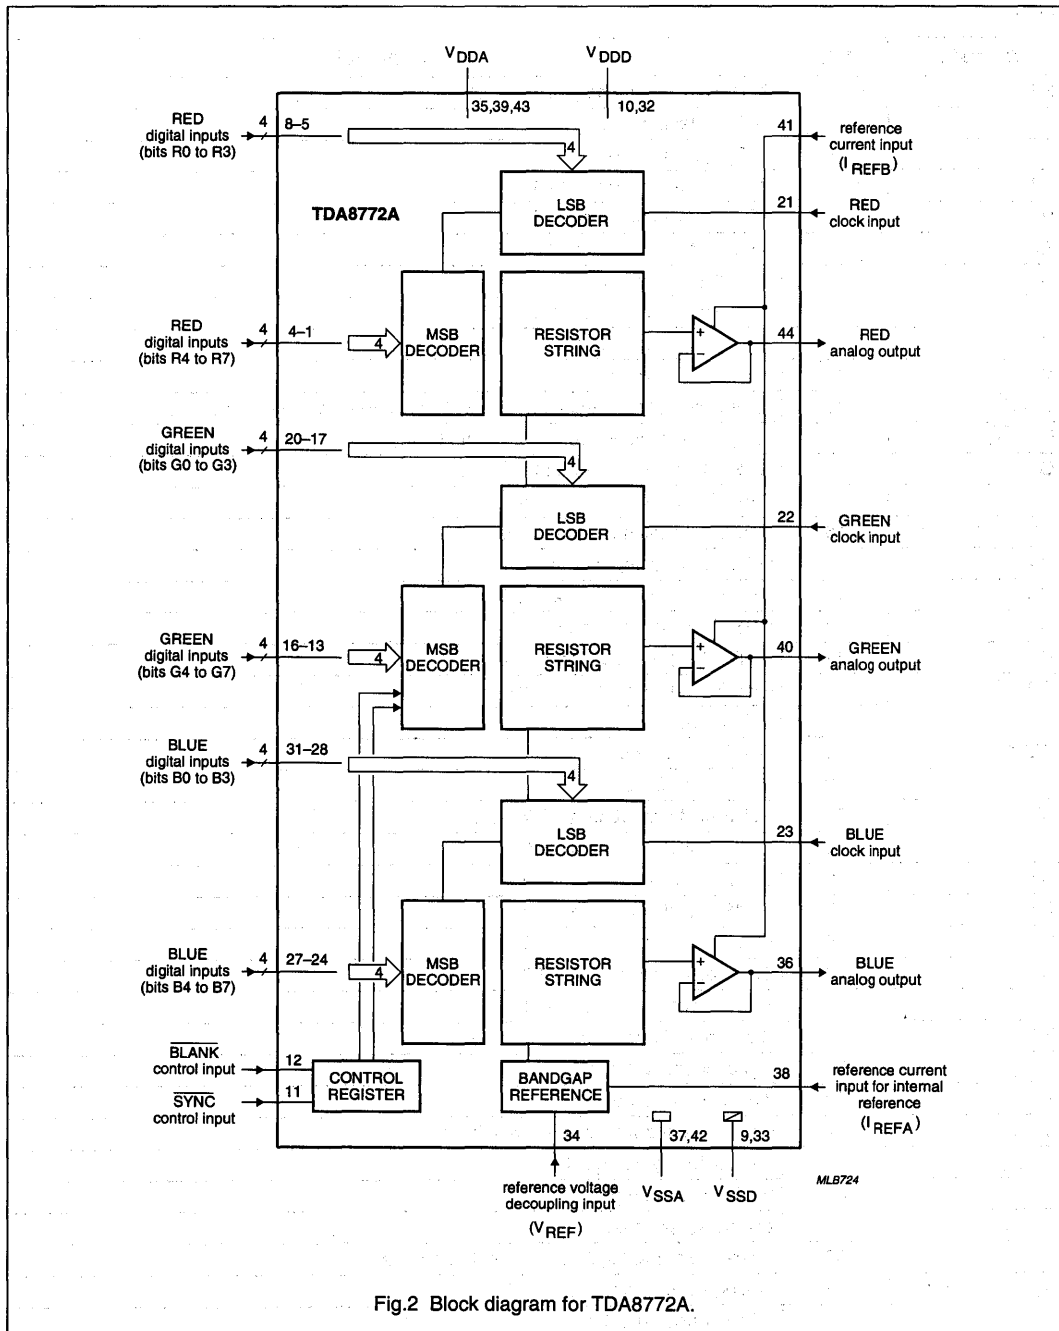 VDDA
VDDD
35,39,43
10,32
RED
digital inputs
(bits R0 to R3)
4
8–5
4
41
reference
current input
(IREFB)
TDA8772A
LSB
DECODER
21
RED
clock input
RED
digital inputs
(bits R4 to R7)
4
4–1
4
MSB
DECODER
RESISTOR
STRING
+
−
44
RED
analog output
GREEN
digital inputs
(bits G0 to G3)
4
20–17
4
LSB
DECODER
22
GREEN
clock input
GREEN
digital inputs
(bits G4 to G7)
4
16–13
4
MSB
DECODER
RESISTOR
STRING
+
−
40
GREEN
analog output
BLUE
digital inputs
(bits B0 to B3)
4
31–28
4
LSB
DECODER
23
BLUE
clock input
BLUE
digital inputs
(bits B4 to B7)
4
27–24
4
MSB
DECODER
RESISTOR
STRING
+
−
36
BLUE
analog output
BLANK
control input
12
SYNC
control input
11
CONTROL
REGISTER
BANDGAP
REFERENCE
38
reference current
input for internal
reference
(IREFA)
34
37,42
9,33
reference voltage
decoupling input
(VREF)
VSSA
VSSD
MLB724
Fig.2 Block diagram for TDA8772A.